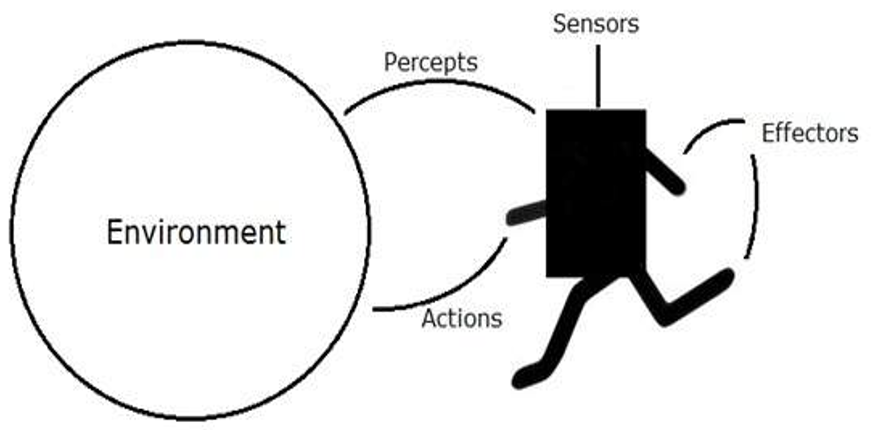 Sensors
Percepts
Effectors
Environment
Actions